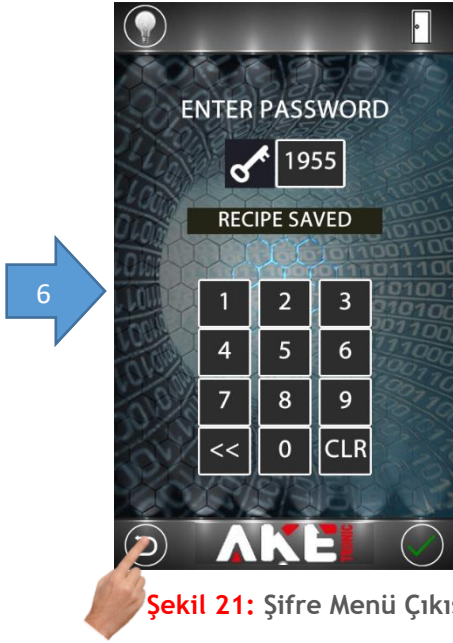 ENTER PASSWORD
1955
RECIPE SAVED
6
1 2 3
4 5 6
7 8 9
<< 0 CLR
AKE TRONIC
Şekil 21: Şifre Menü